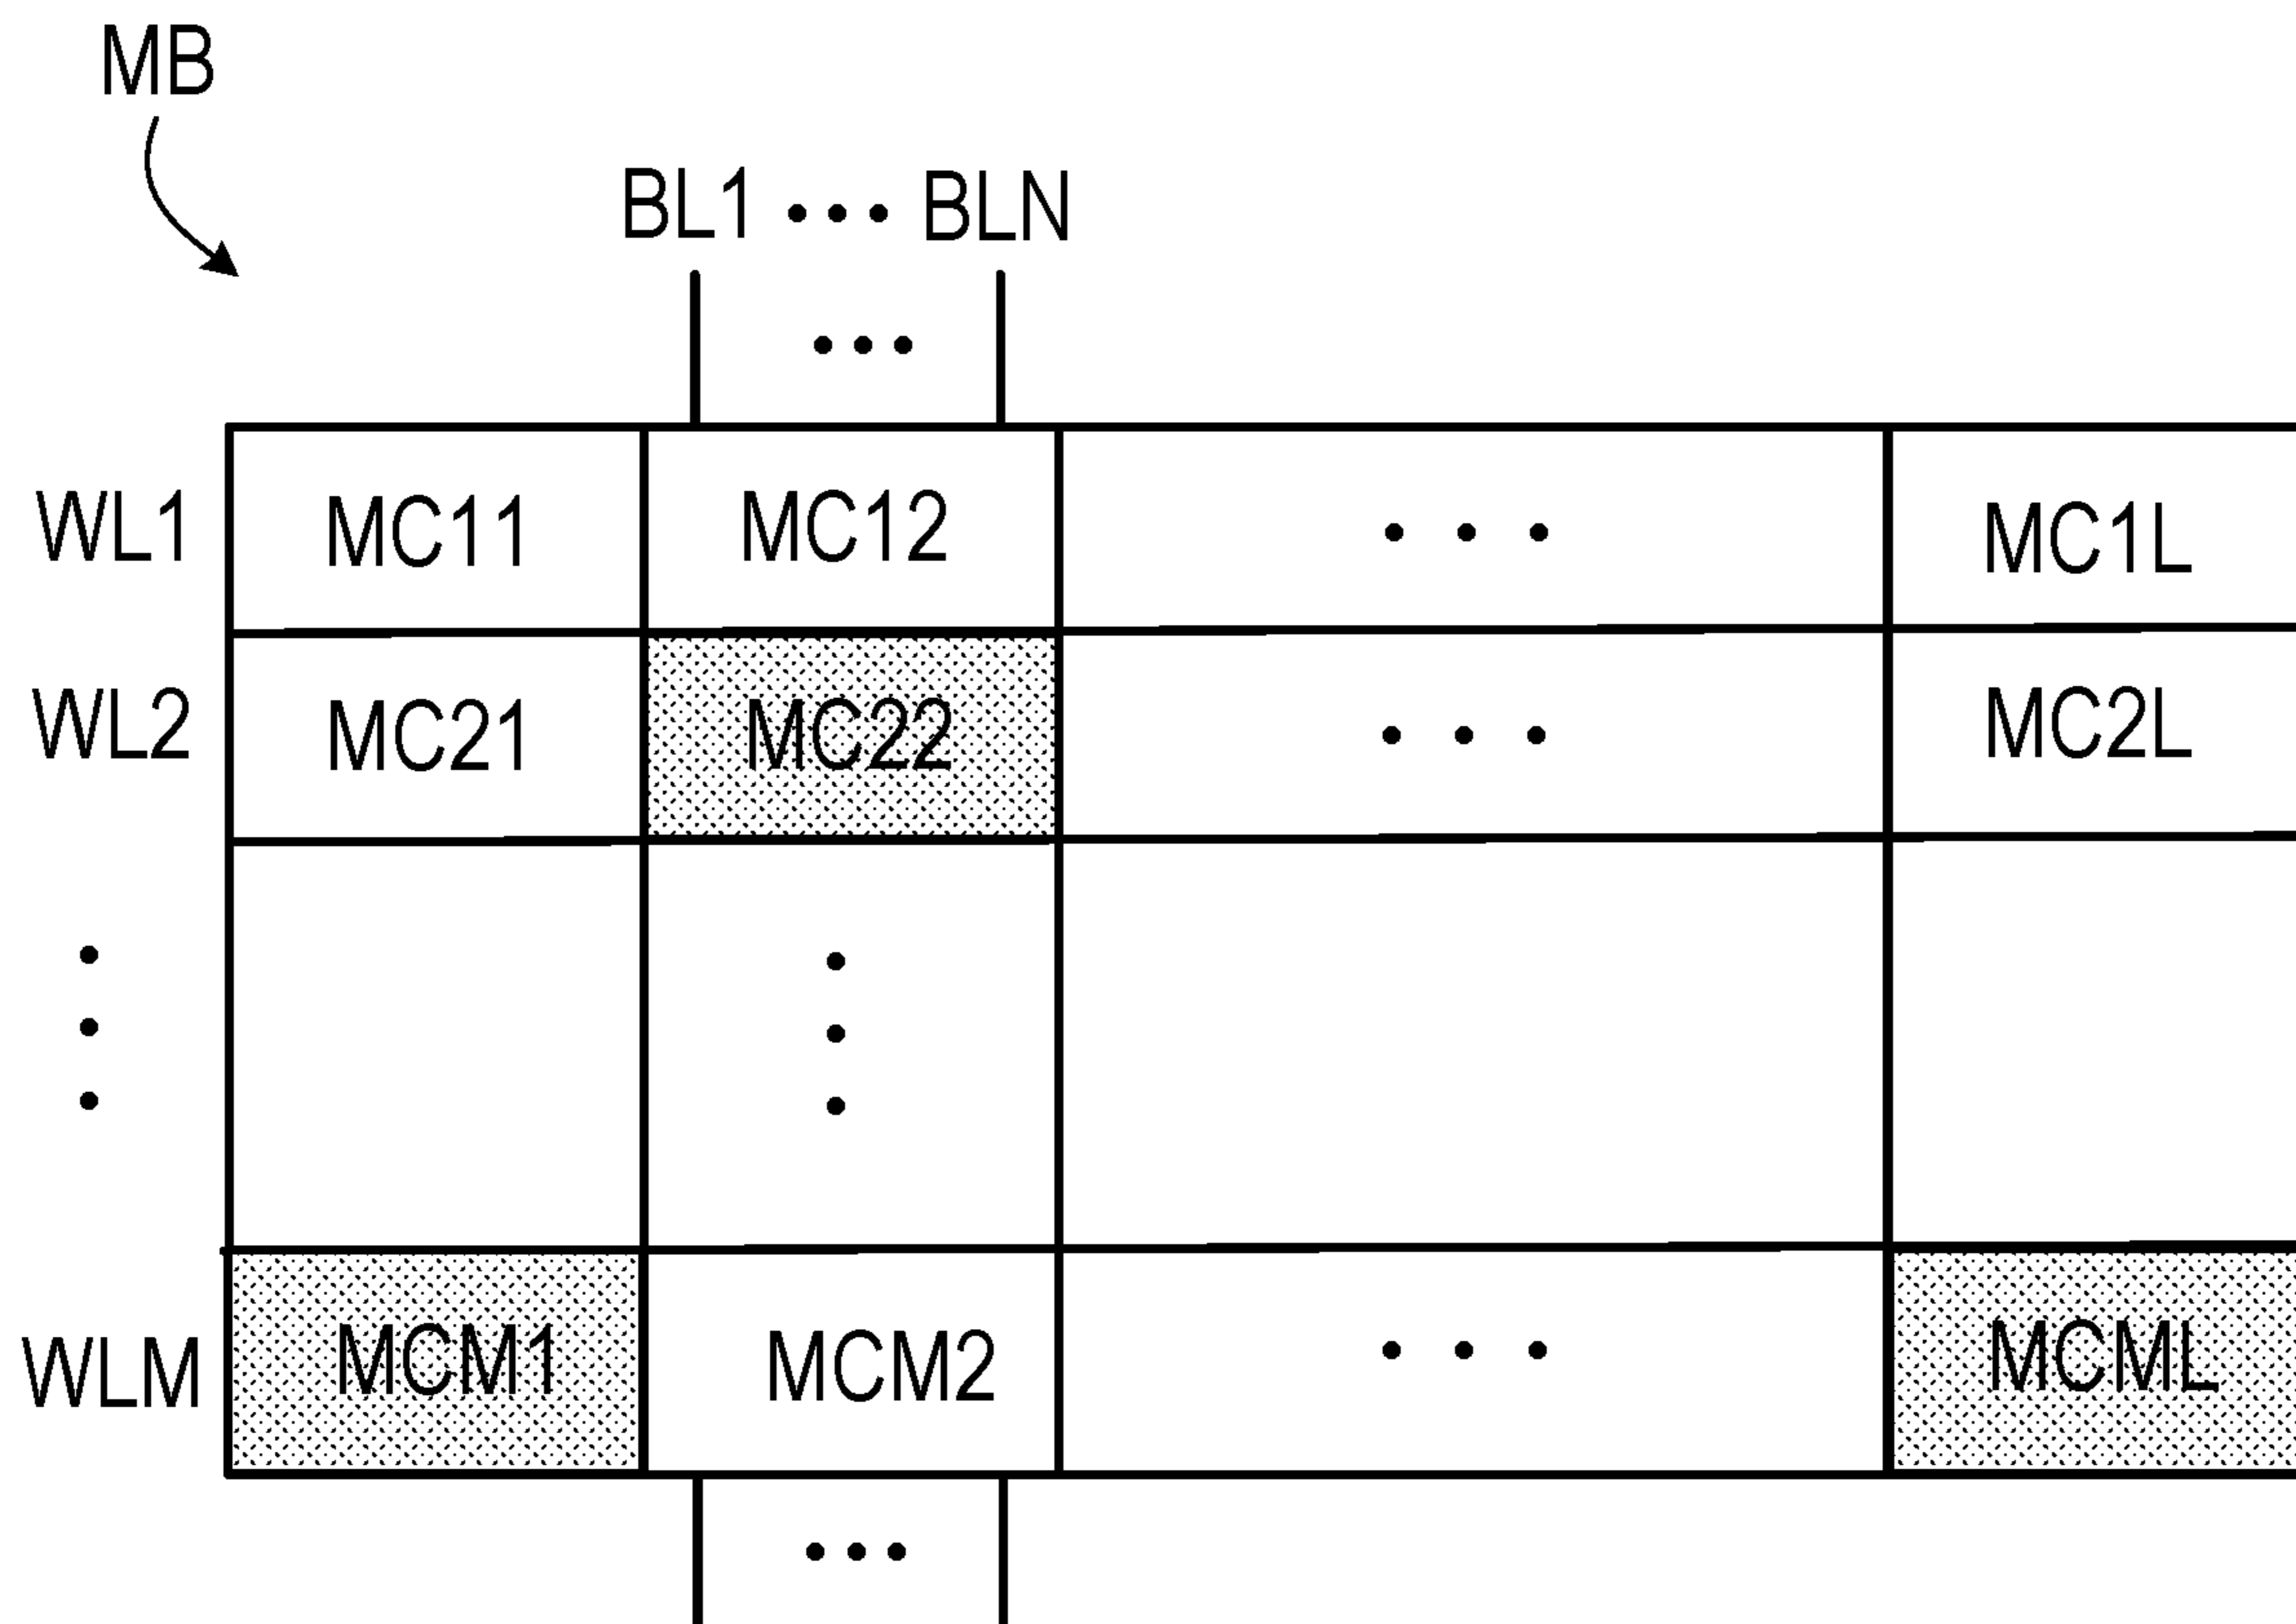 MB
BL1 ••• BLN
•••
WL1 MC11 MC12 • • • MC1L
WL2 MC21 MC22 • • • MC2L
WLM MCM1 MCM2 • • • MCML
•••